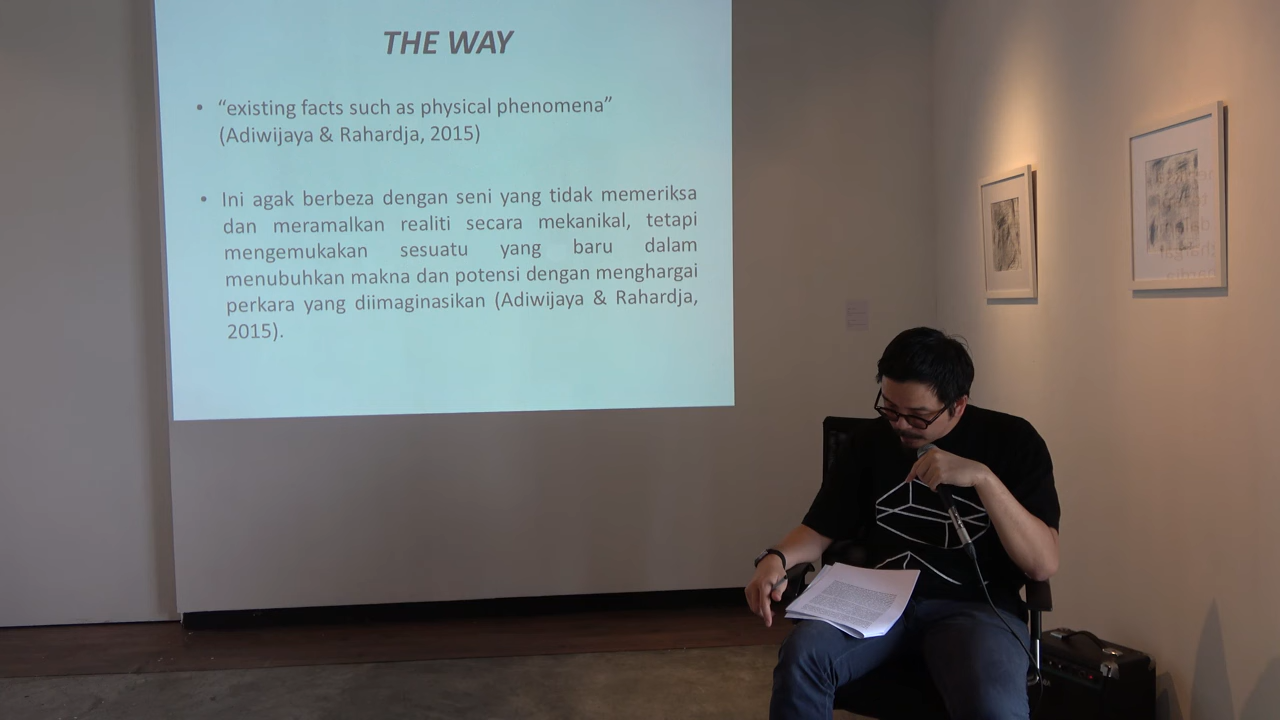 THE WAY
• “existing facts such as physical phenomena”
(Adiwijaya & Rahardja, 2015)
• Ini agak berbeza dengan seni yang tidak memeriksa
dan meramalkan realiti secara mekanikal, tetapi
mengemukakan sesuatu yang baru dalam
menubuhkan makna dan potensi dengan menghargai
perkara yang diimaginasikan (Adiwijaya & Rahardja,
2015).